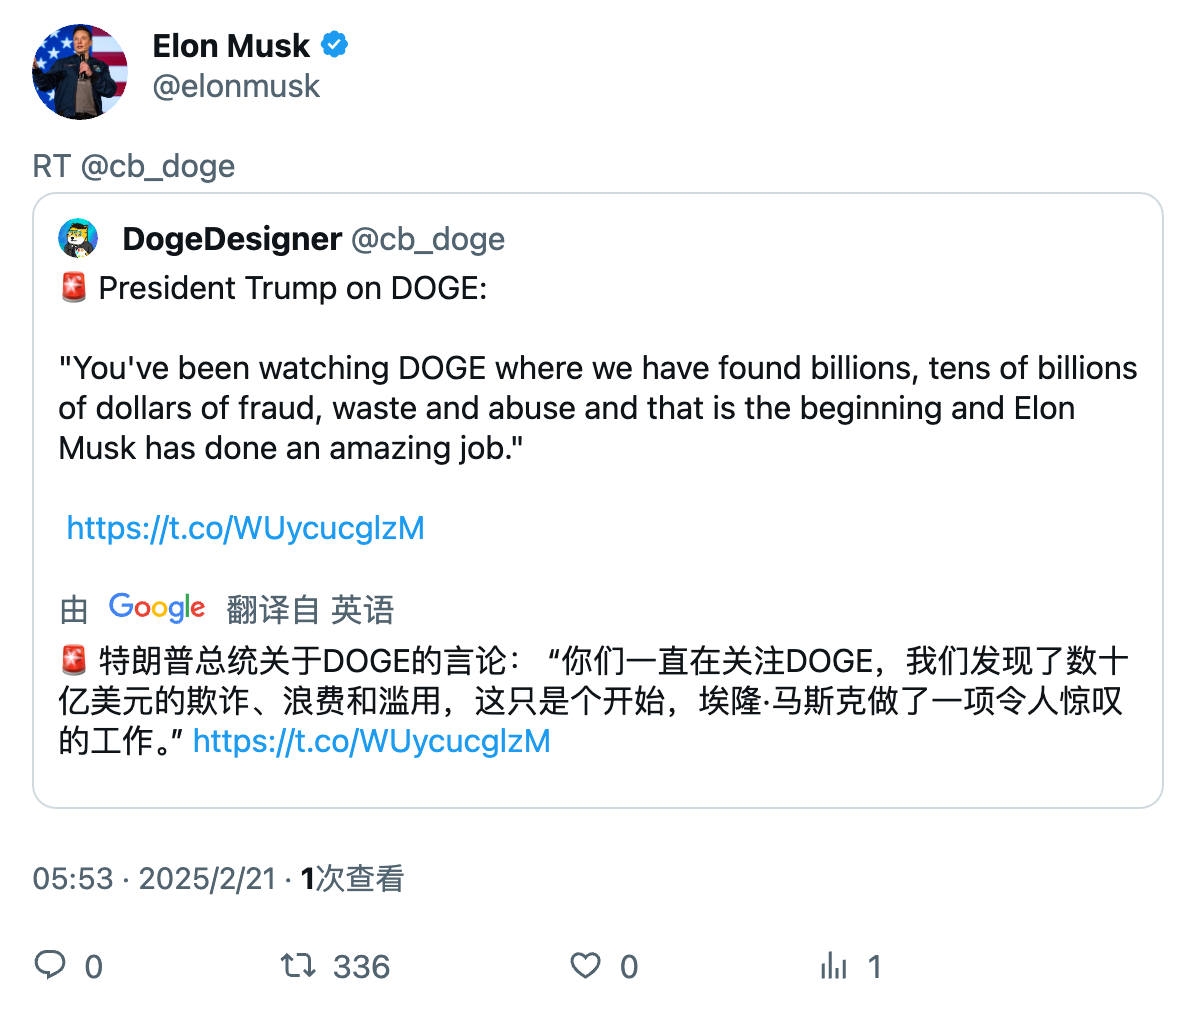 Elon Musk
@elonmusk
RT @cb_doge
DogeDesigner @cb_doge
🚨 President Trump on DOGE:
"You've been watching DOGE where we have found billions, tens of billions
of dollars of fraud, waste and abuse and that is the beginning and Elon
Musk has done an amazing job."
https://t.co/WUycucglzM
由 Google 翻译自 英语
🚨 特朗普总统关于DOGE的言论： “你们一直在关注DOGE，我们发现了数十
亿美元的欺诈、浪费和滥用，这只是个开始，埃隆·马斯克做了一项令人惊叹
的工作。” https://t.co/WUycucglzM
05:53 · 2025/2/21 · 1次查看
0 336 0 1